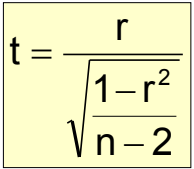 t = r / √((1 − r²) / (n − 2))